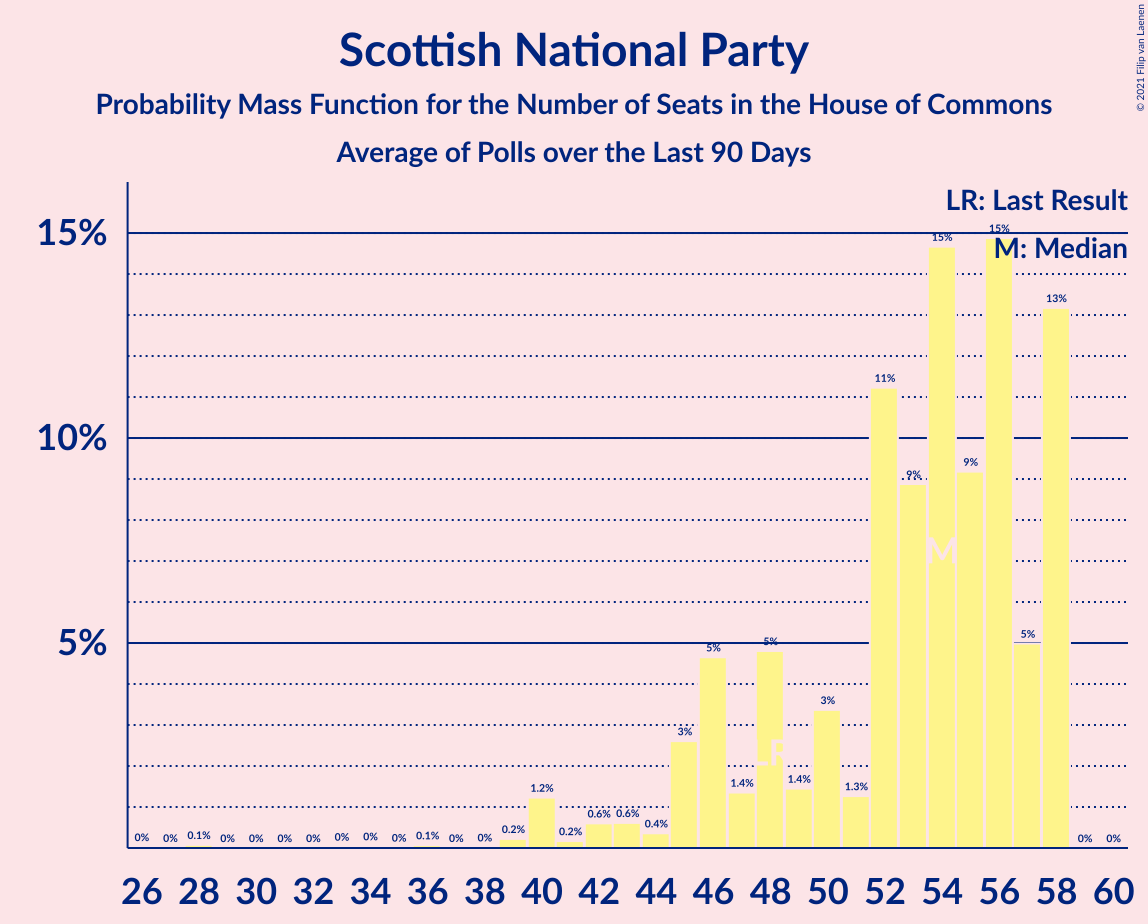 Scottish National Party
Probability Mass Function for the Number of Seats in the House of Commons
Average of Polls over the Last 90 Days
© 2021 Filip van Laenen
LR: Last Result
M: Median
15%
10%
5%
0% 0% 0.1% 0% 0% 0% 0% 0% 0% 0% 0.1% 0% 0% 0.2% 1.2% 0.2% 0.6% 0.6% 0.4% 3% 5% 1.4% 5% 1.4% 3% 1.3% 11% 9% 15% 9% 15% 5% 13% 0% 0%
M
LR
26 28 30 32 34 36 38 40 42 44 46 48 50 52 54 56 58 60